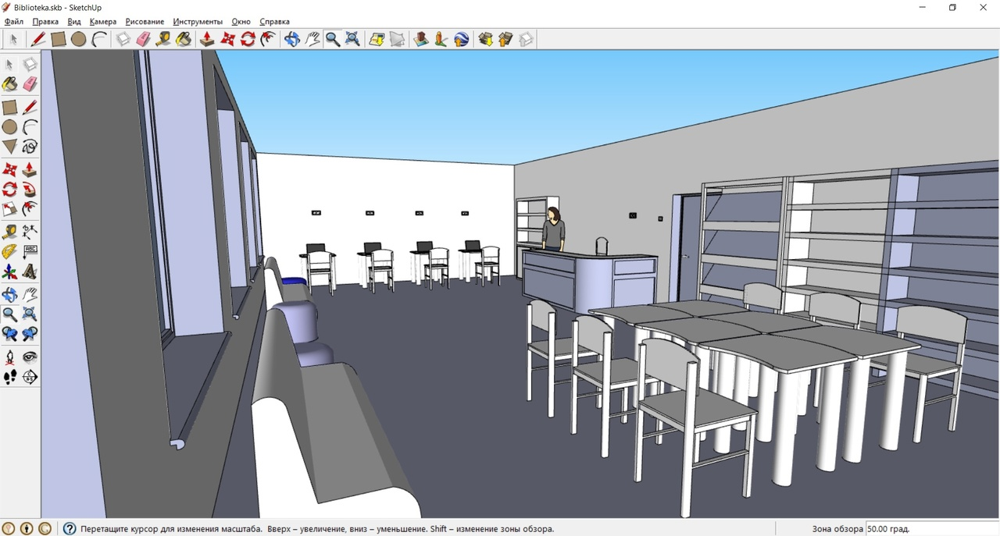 Biblioteka.skb - SketchUp
Файл Правка Вид Камера Рисование Инструменты Окно Справка
ABC
Перетащите курсор для изменения масштаба. Вверх – увеличение, вниз – уменьшение. Shift – изменение зоны обзора.
Зона обзора 50.00 град.